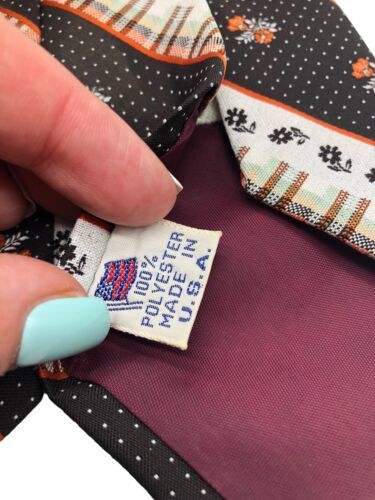 100%
POLYESTER
MADE IN
U.S.A.